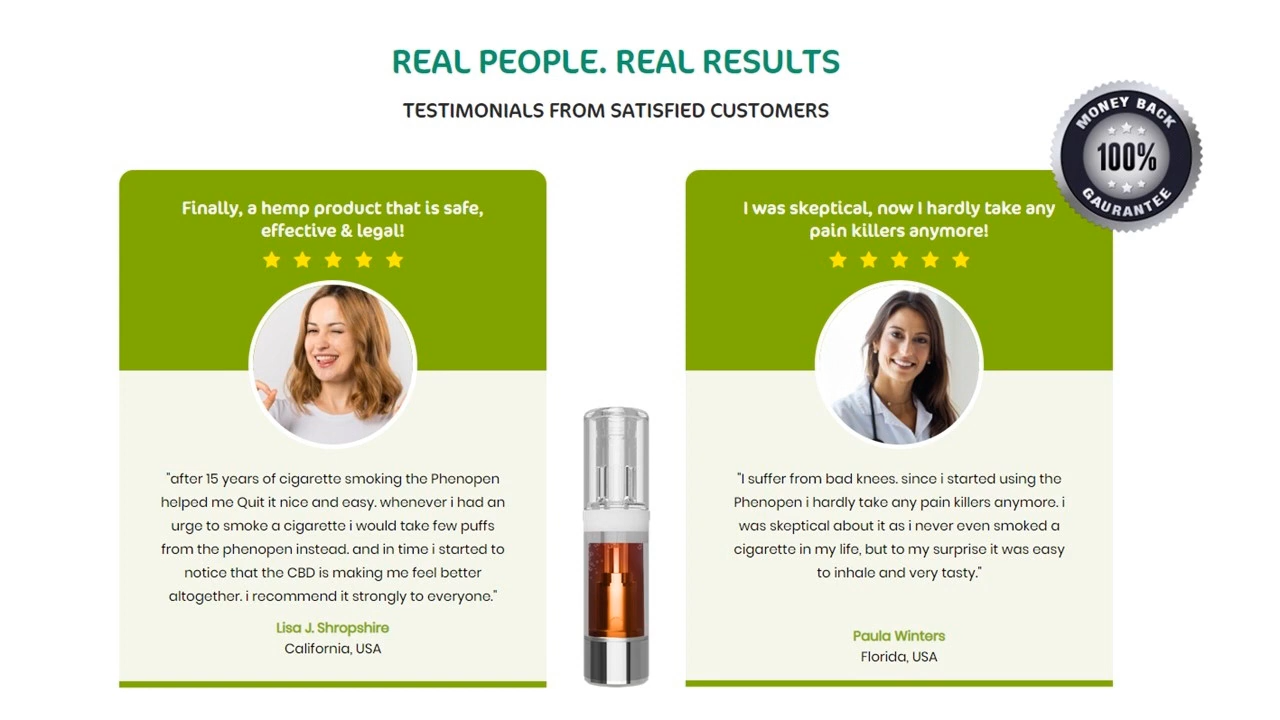 REAL PEOPLE. REAL RESULTS
TESTIMONIALS FROM SATISFIED CUSTOMERS
MONEY BACK
100%
GAURANTEE
Finally, a hemp product that is safe,
effective & legal!
"after 15 years of cigarette smoking the Phenopen
helped me Quit it nice and easy. whenever i had an
urge to smoke a cigarette i would take few puffs
from the phenopen instead. and in time i started to
notice that the CBD is making me feel better
altogether. i recommend it strongly to everyone."
Lisa J. Shropshire
California, USA
I was skeptical, now I hardly take any
pain killers anymore!
"I suffer from bad knees. since i started using the
Phenopen i hardly take any pain killers anymore. i
was skeptical about it as i never even smoked a
cigarette in my life, but to my surprise it was easy
to inhale and very tasty."
Paula Winters
Florida, USA